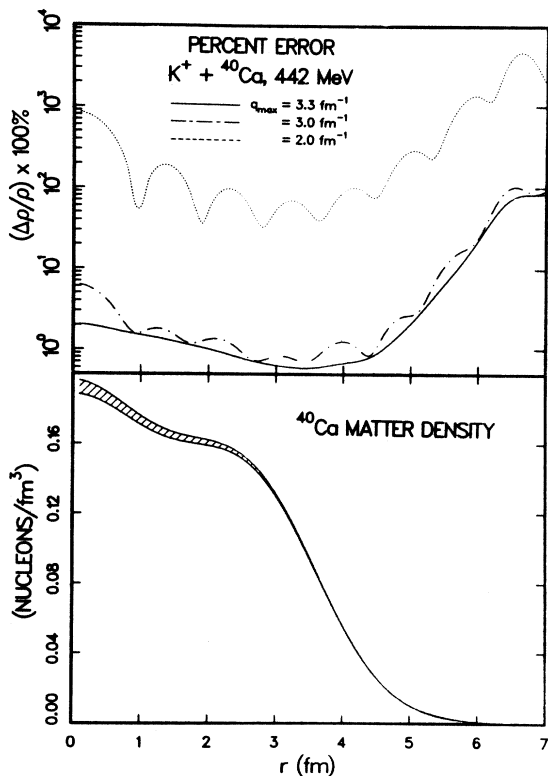 PERCENT ERROR
K⁺ + ⁴⁰Ca, 442 MeV
q_max = 3.3 fm⁻¹
= 3.0 fm⁻¹
= 2.0 fm⁻¹
(Δρ/ρ) x 100%
10⁴
10³
10²
10¹
10⁰
⁴⁰Ca MATTER DENSITY
(NUCLEONS/fm³)
0.16
0.12
0.08
0.04
0.00
0 1 2 3 4 5 6 7
r (fm)